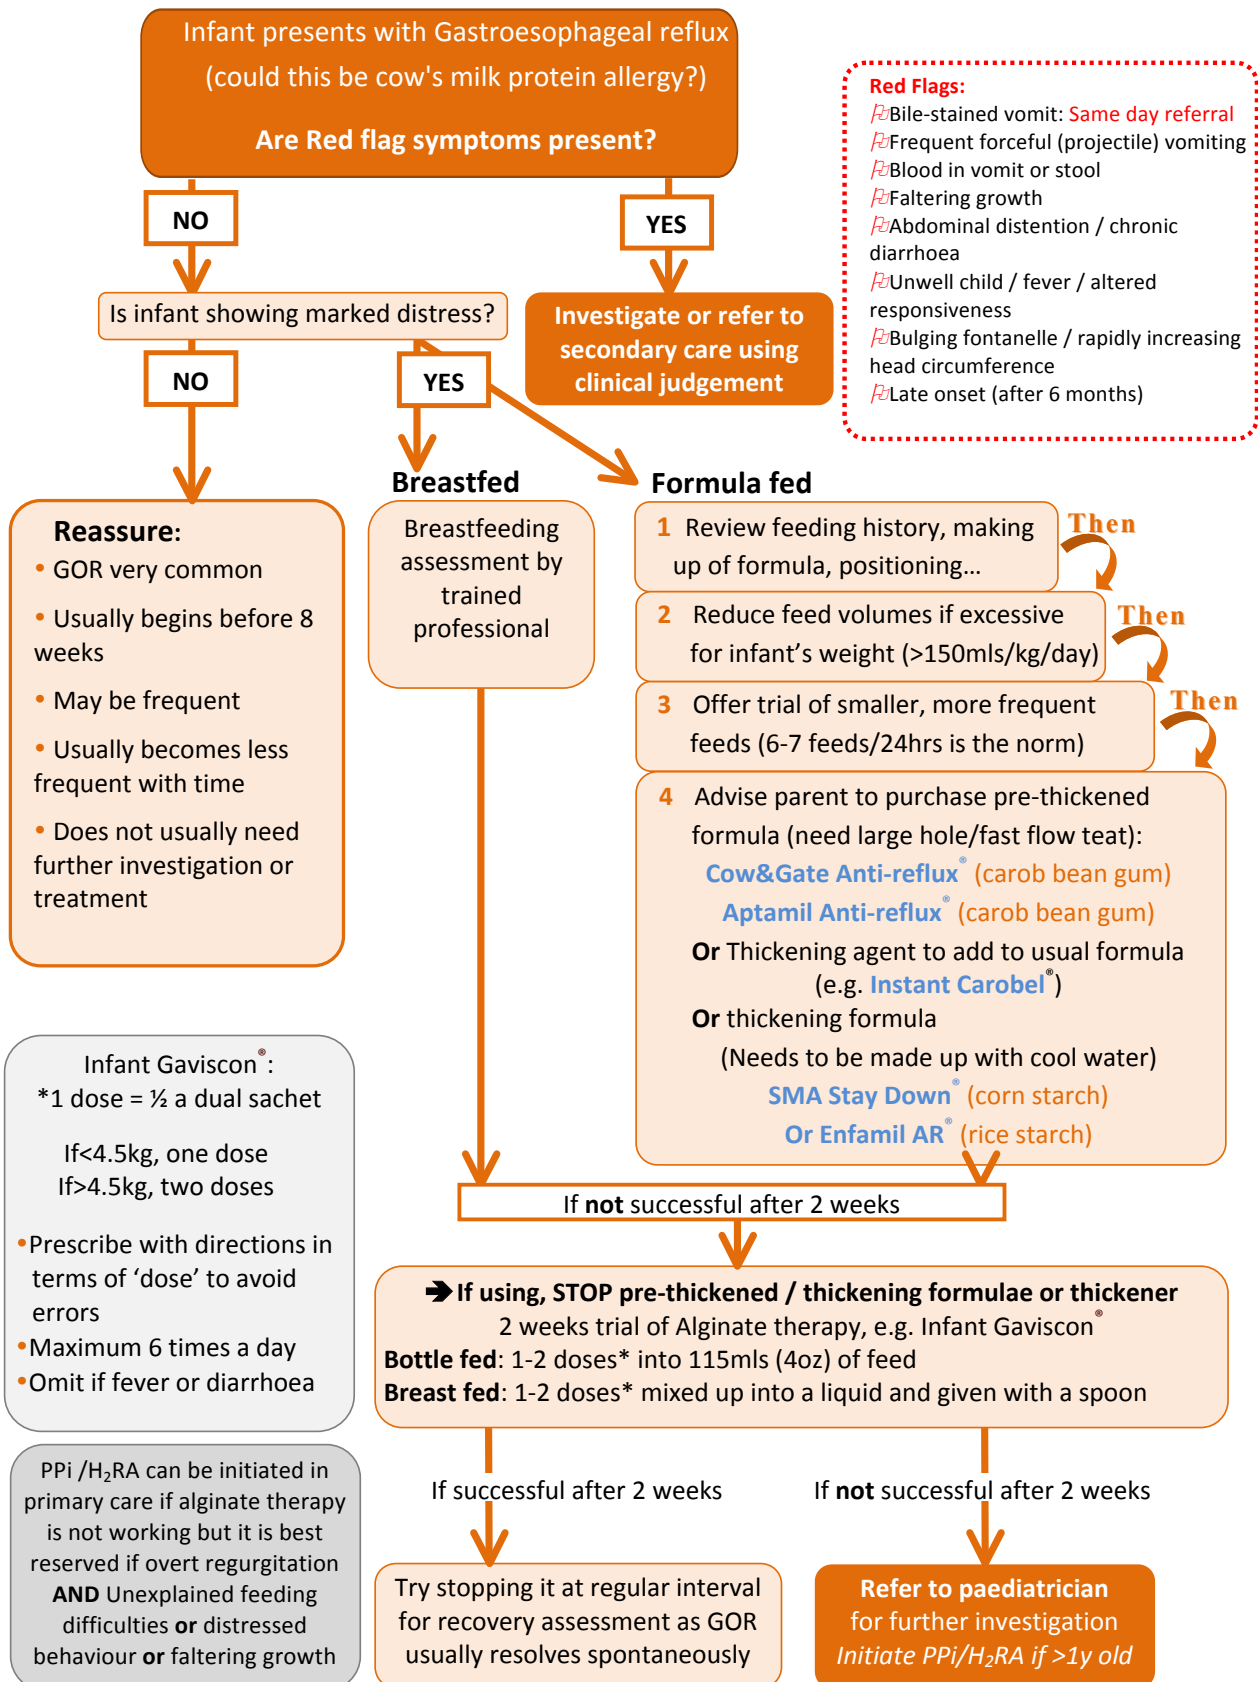 Infant presents with Gastroesophageal reflux
(could this be cow's milk protein allergy?)
Are Red flag symptoms present?
Red Flags:
Bile-stained vomit: Same day referral
Frequent forceful (projectile) vomiting
Blood in vomit or stool
Faltering growth
Abdominal distention / chronic
diarrhoea
Unwell child / fever / altered
responsiveness
Bulging fontanelle / rapidly increasing
head circumference
Late onset (after 6 months)
NO
YES
Is infant showing marked distress?
Investigate or refer to
secondary care using
clinical judgement
NO
YES
Reassure:
• GOR very common
• Usually begins before 8
weeks
• May be frequent
• Usually becomes less
frequent with time
• Does not usually need
further investigation or
treatment
Breastfed
Breastfeeding
assessment by
trained
professional
Formula fed
1 Review feeding history, making
up of formula, positioning…
Then
2 Reduce feed volumes if excessive
for infant's weight (>150mls/kg/day)
Then
3 Offer trial of smaller, more frequent
feeds (6-7 feeds/24hrs is the norm)
Then
4 Advise parent to purchase pre-thickened
formula (need large hole/fast flow teat):
Cow&Gate Anti-reflux® (carob bean gum)
Aptamil Anti-reflux® (carob bean gum)
Or Thickening agent to add to usual formula
(e.g. Instant Carobel®)
Or thickening formula
(Needs to be made up with cool water)
SMA Stay Down® (corn starch)
Or Enfamil AR® (rice starch)
Infant Gaviscon®:
*1 dose = ½ a dual sachet
If<4.5kg, one dose
If>4.5kg, two doses
•Prescribe with directions in
terms of 'dose' to avoid
errors
•Maximum 6 times a day
•Omit if fever or diarrhoea
If not successful after 2 weeks
➔ If using, STOP pre-thickened / thickening formulae or thickener
2 weeks trial of Alginate therapy, e.g. Infant Gaviscon®
Bottle fed: 1-2 doses* into 115mls (4oz) of feed
Breast fed: 1-2 doses* mixed up into a liquid and given with a spoon
PPi /H₂RA can be initiated in
primary care if alginate therapy
is not working but it is best
reserved if overt regurgitation
AND Unexplained feeding
difficulties or distressed
behaviour or faltering growth
If successful after 2 weeks
If not successful after 2 weeks
Try stopping it at regular interval
for recovery assessment as GOR
usually resolves spontaneously
Refer to paediatrician
for further investigation
Initiate PPi/H₂RA if >1y old